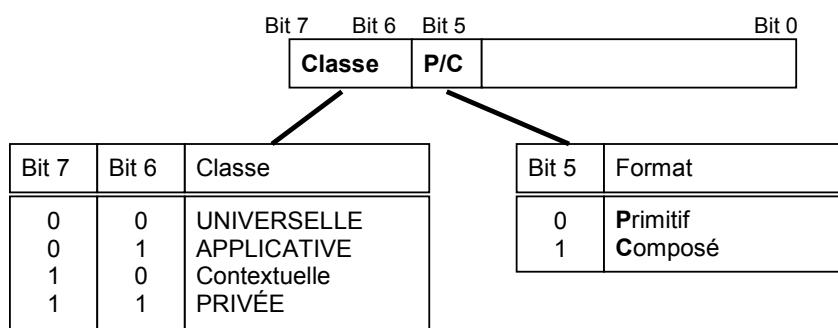 Bit 7 Bit 6 Bit 5 Bit 0
Classe P/C
Bit 7 Bit 6 Classe
0 0 UNIVERSELLE
0 1 APPLICATIVE
1 0 Contextuelle
1 1 PRIVÉE
Bit 5 Format
0 Primitif
1 Composé